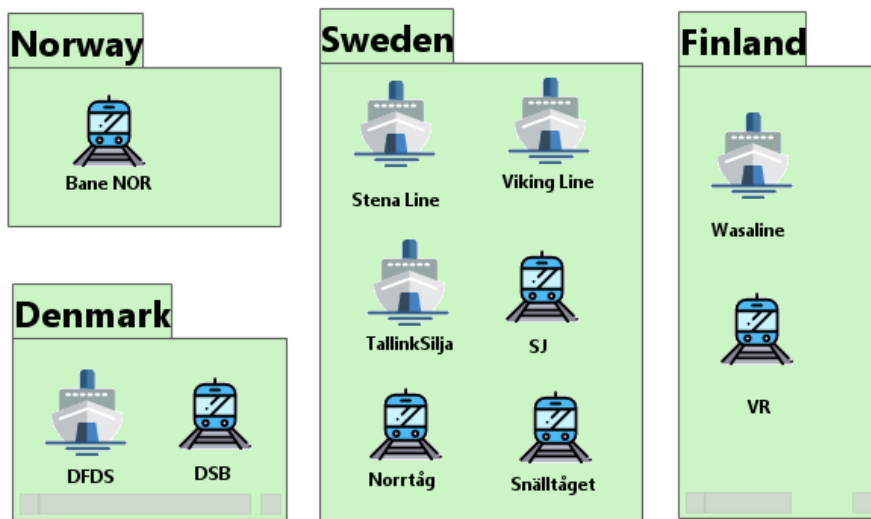 Norway
Bane NOR
Sweden
Stena Line
Viking Line
TallinkSilja
SJ
Norrtåg
Snälltåget
Finland
Wasaline
VR
Denmark
DFDS
DSB